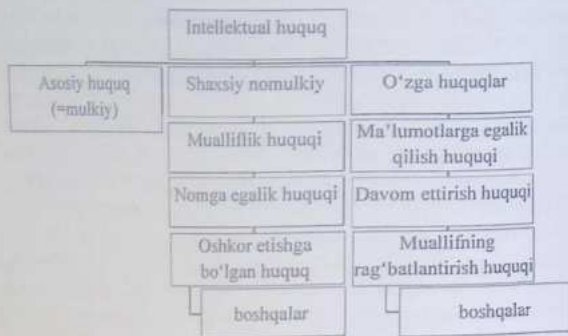 Intellektual huquq
Asosiy huquq
(=mulkiy)
Shaxsiy nomulkiy
O‘zga huquqlar
Mualliflik huquqi
Ma’lumotlarga egalik
qilish huquqi
Nomga egalik huquqi
Davom ettirish huquqi
Oshkor etishga
bo‘lgan huquq
Muallifning
rag‘batlantirish huquqi
boshqalar
boshqalar